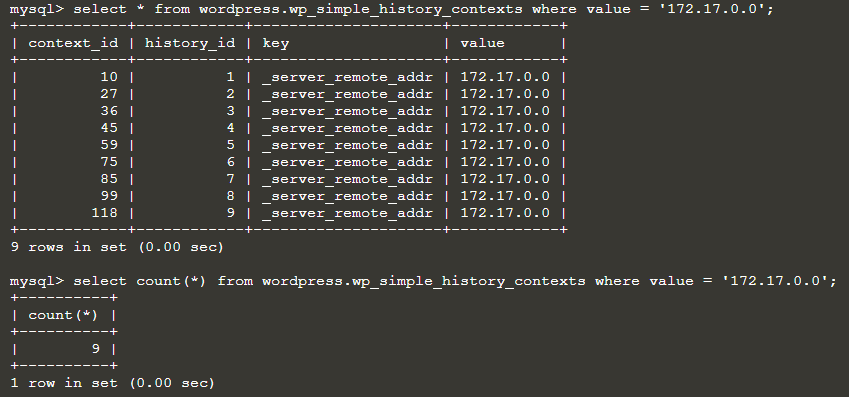 mysql> select * from wordpress.wp_simple_history_contexts where value = '172.17.0.0';
+------------+------------+---------------------+------------+
| context_id | history_id | key                 | value      |
+------------+------------+---------------------+------------+
|         10 |          1 | _server_remote_addr | 172.17.0.0 |
|         27 |          2 | _server_remote_addr | 172.17.0.0 |
|         36 |          3 | _server_remote_addr | 172.17.0.0 |
|         45 |          4 | _server_remote_addr | 172.17.0.0 |
|         59 |          5 | _server_remote_addr | 172.17.0.0 |
|         75 |          6 | _server_remote_addr | 172.17.0.0 |
|         85 |          7 | _server_remote_addr | 172.17.0.0 |
|         99 |          8 | _server_remote_addr | 172.17.0.0 |
|        118 |          9 | _server_remote_addr | 172.17.0.0 |
+------------+------------+---------------------+------------+
9 rows in set (0.00 sec)

mysql> select count(*) from wordpress.wp_simple_history_contexts where value = '172.17.0.0';
+----------+
| count(*) |
+----------+
|        9 |
+----------+
1 row in set (0.00 sec)